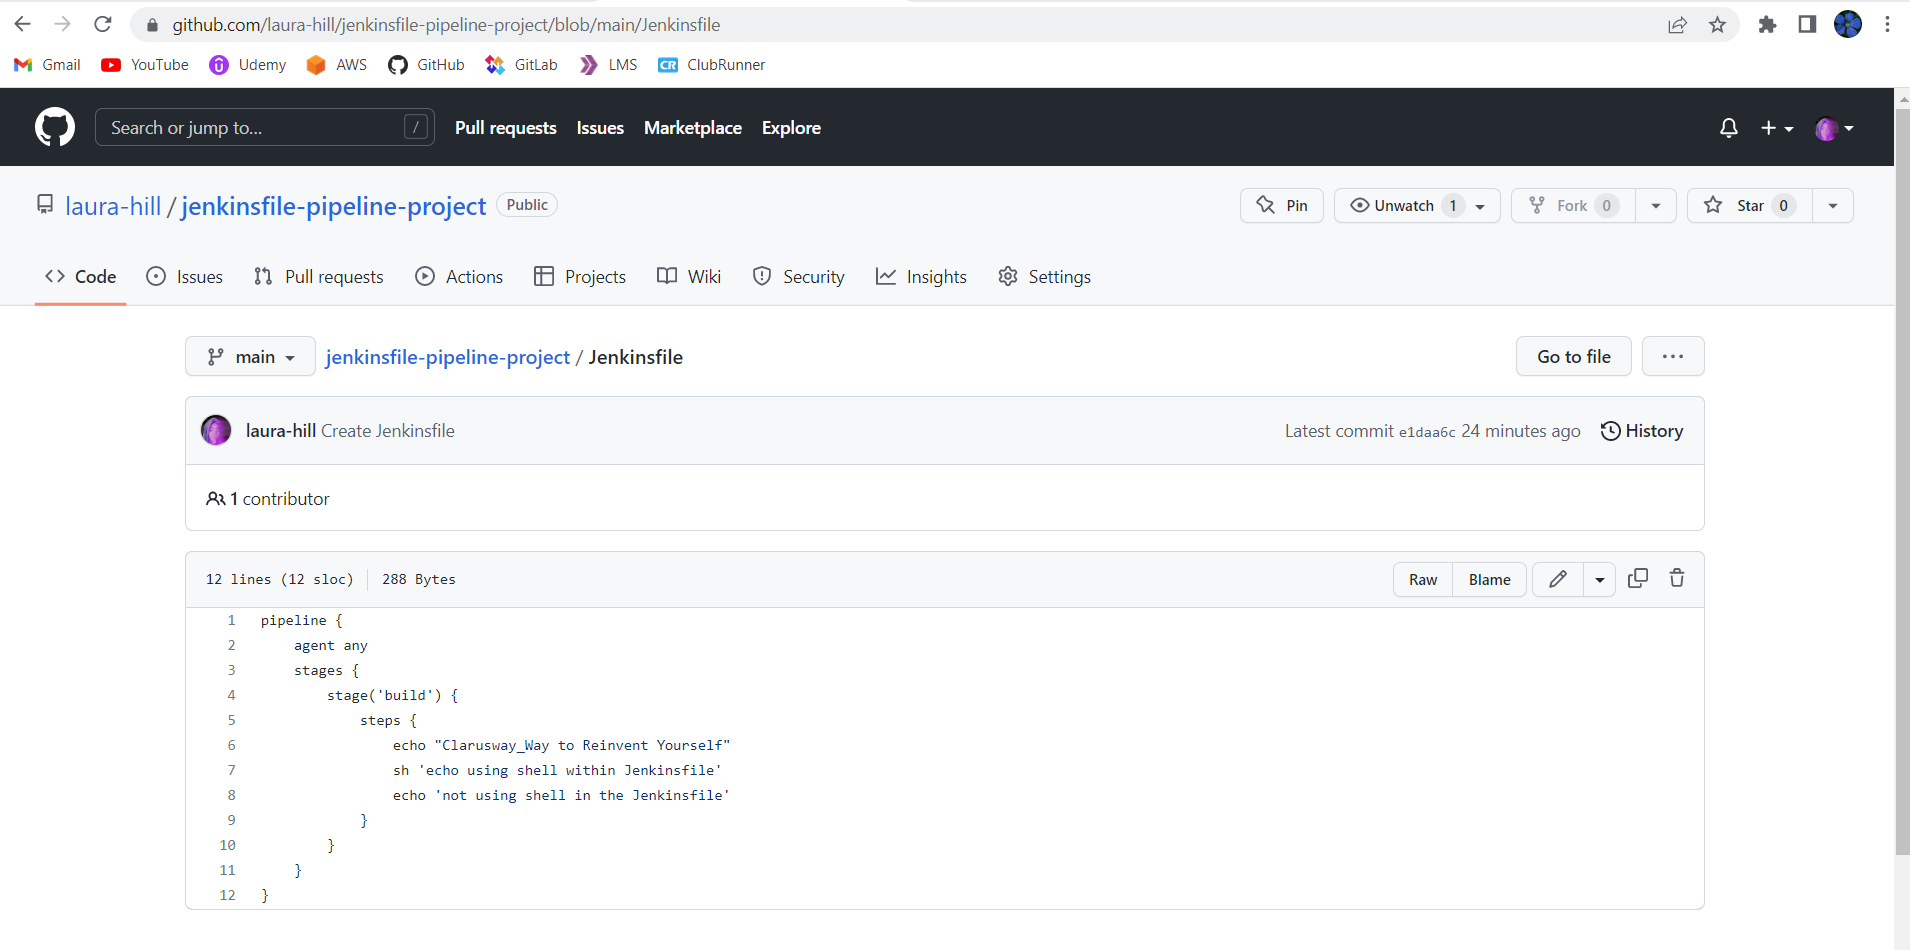 github.com/laura-hill/jenkinsfile-pipeline-project/blob/main/Jenkinsfile
Gmail YouTube Udemy AWS GitHub GitLab LMS CR ClubRunner
Search or jump to... / Pull requests Issues Marketplace Explore
laura-hill / jenkinsfile-pipeline-project Public Pin Unwatch 1 Fork 0 Star 0
Code Issues Pull requests Actions Projects Wiki Security Insights Settings
main jenkinsfile-pipeline-project / Jenkinsfile Go to file ...
laura-hill Create Jenkinsfile Latest commit e1daa6c 24 minutes ago History
1 contributor
12 lines (12 sloc) 288 Bytes Raw Blame
1 pipeline {
2     agent any
3     stages {
4         stage('build') {
5             steps {
6                 echo "Clarusway_Way to Reinvent Yourself"
7                 sh 'echo using shell within Jenkinsfile'
8                 echo 'not using shell in the Jenkinsfile'
9             }
10         }
11     }
12 }